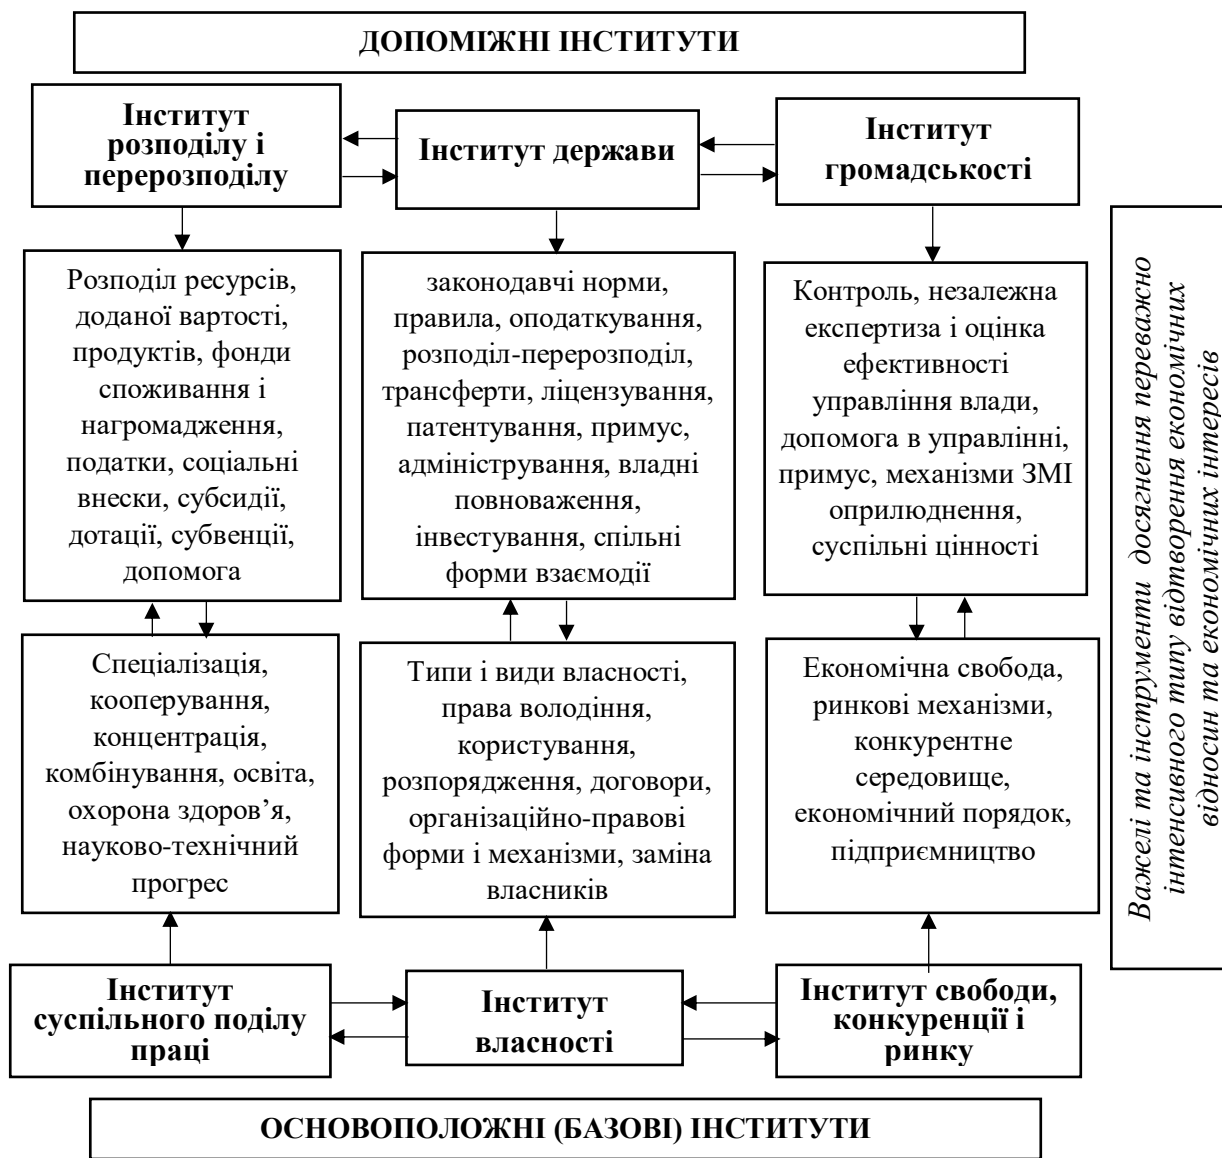 ДОПОМІЖНІ ІНСТИТУТИ
Інститут
розподілу і
перерозподілу
Інститут держави
Інститут
громадськості
Розподіл ресурсів,
доданої вартості,
продуктів, фонди
споживання і
нагромадження,
податки, соціальні
внески, субсидії,
дотації, субвенції,
допомога
законодавчі норми,
правила, оподаткування,
розподіл-перерозподіл,
трансферти, ліцензування,
патентування, примус,
адміністрування, владні
повноваження,
інвестування, спільні
форми взаємодії
Контроль, незалежна
експертиза і оцінка
ефективності
управління влади,
допомога в управлінні,
примус, механізми ЗМІ
оприлюднення,
суспільні цінності
Спеціалізація,
кооперування,
концентрація,
комбінування, освіта,
охорона здоров’я,
науково-технічний
прогрес
Типи і види власності,
права володіння,
користування,
розпорядження, договори,
організаційно-правові
форми і механізми, заміна
власників
Економічна свобода,
ринкові механізми,
конкурентне
середовище,
економічний порядок,
підприємництво
Інститут
суспільного поділу
праці
Інститут
власності
Інститут свободи,
конкуренції і
ринку
ОСНОВОПОЛОЖНІ (БАЗОВІ) ІНСТИТУТИ
Важелі та інструменти досягнення переважно
інтенсивного типу відтворення економічних
відносин та економічних інтересів